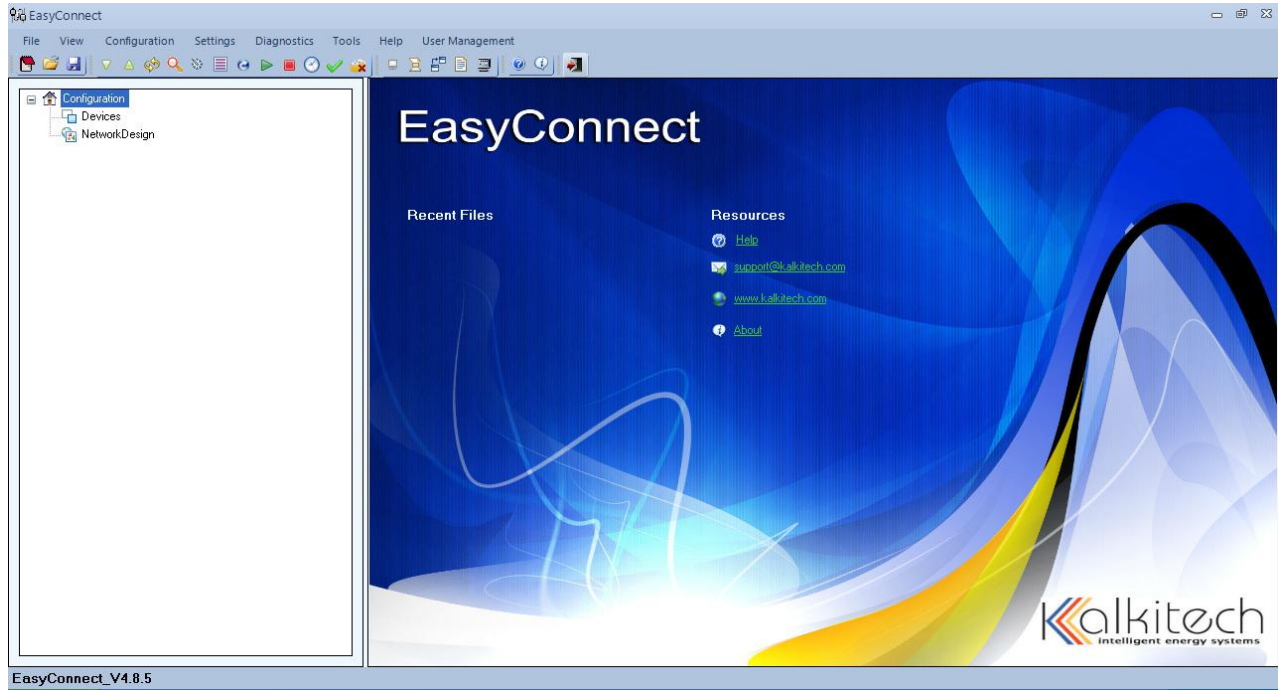 EasyConnect
File View Configuration Settings Diagnostics Tools Help User Management
Configuration
Devices
NetworkDesign
EasyConnect
Recent Files
Resources
Help
support@kalkitech.com
www.kalkitech.com
About
Kalkitech
intelligent energy systems
EasyConnect_V4.8.5